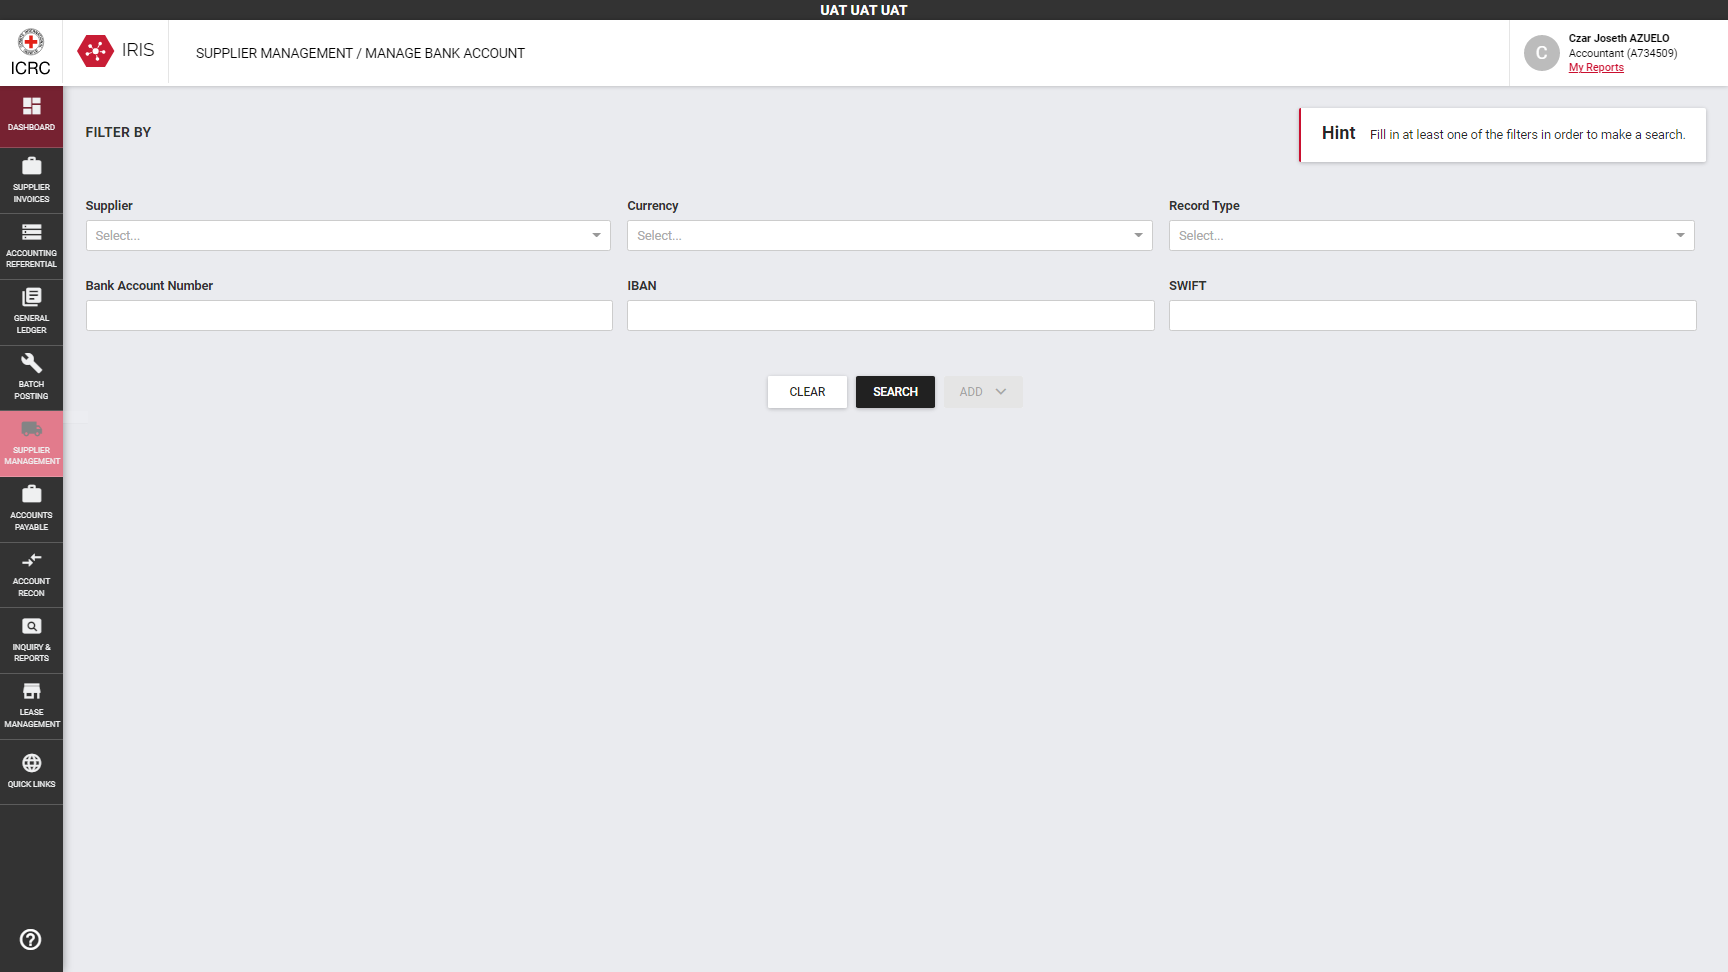 UAT UAT UAT
ICRC
IRIS
SUPPLIER MANAGEMENT / MANAGE BANK ACCOUNT
C
Czar Joseth AZUELO
Accountant (A734509)
My Reports
DASHBOARD
SUPPLIER
INVOICES
ACCOUNTING
REFERENTIAL
GENERAL
LEDGER
BATCH
POSTING
SUPPLIER
MANAGEMENT
ACCOUNTS
PAYABLE
ACCOUNT
RECON
INQUIRY &
REPORTS
LEASE
MANAGEMENT
QUICK LINKS
FILTER BY
Hint Fill in at least one of the filters in order to make a search.
Supplier
Select...
Currency
Select...
Record Type
Select...
Bank Account Number
IBAN
SWIFT
CLEAR
SEARCH
ADD